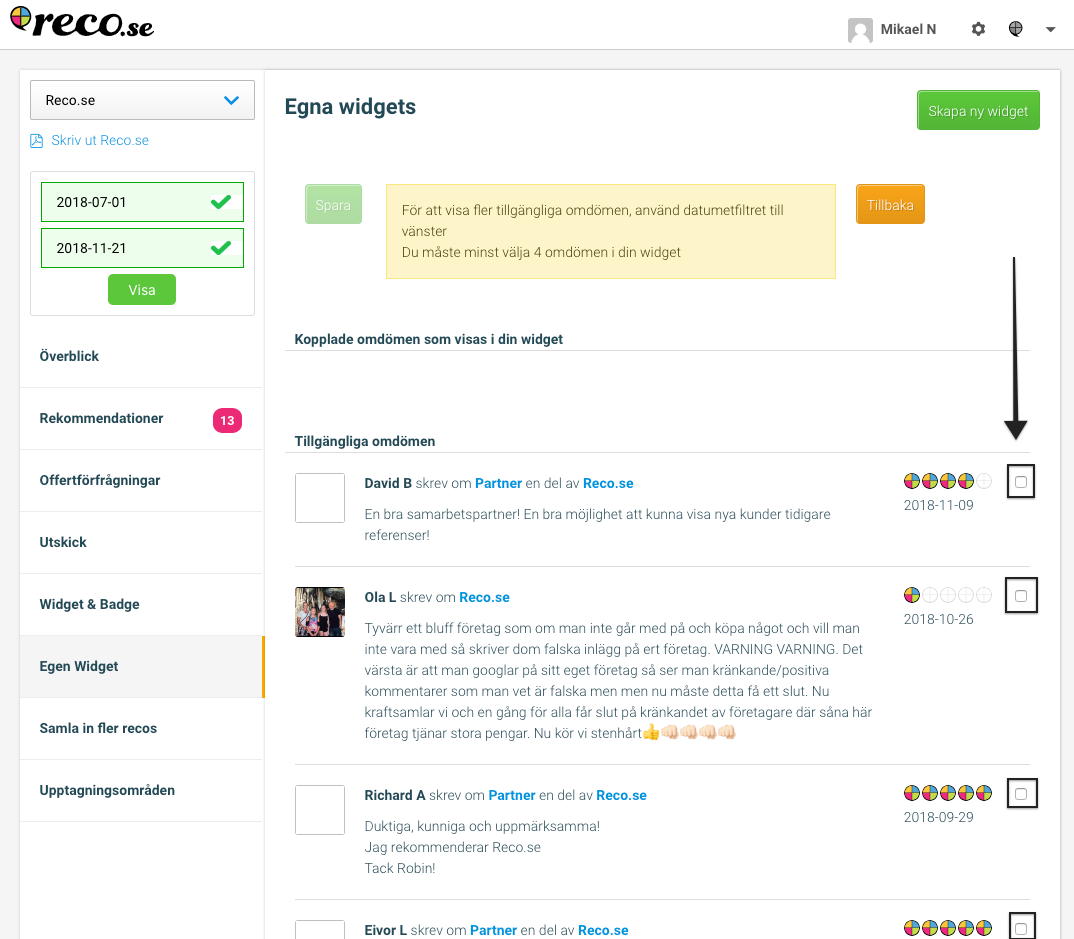 reco.se
Mikael N
Reco.se
Skriv ut Reco.se
2018-07-01
2018-11-21
Visa
Överblick
Rekommendationer 13
Offertförfrågningar
Utskick
Widget & Badge
Egen Widget
Samla in fler recos
Upptagningsområden
Egna widgets
Skapa ny widget
Spara
För att visa fler tillgängliga omdömen, använd datumetfiltret till
vänster
Du måste minst välja 4 omdömen i din widget
Tillbaka
Kopplade omdömen som visas i din widget
Tillgängliga omdömen
David B skrev om Partner en del av Reco.se
2018-11-09
En bra samarbetspartner! En bra möjlighet att kunna visa nya kunder tidigare
referenser!
Ola L skrev om Reco.se
2018-10-26
Tyvärr ett bluff företag som om man inte går med på och köpa något och vill man
inte vara med så skriver dom falska inlägg på ert företag. VARNING VARNING. Det
värsta är att man googlar på sitt eget företag så ser man kränkande/positiva
kommentarer som man vet är falska men men nu måste detta få ett slut. Nu
kraftsamlar vi och en gång för alla får slut på kränkandet av företagare där såna här
företag tjänar stora pengar. Nu kör vi stenhårt👍👊🏻👊🏻👊🏻👊🏻
Richard A skrev om Partner en del av Reco.se
2018-09-29
Duktiga, kunniga och uppmärksamma!
Jag rekommenderar Reco.se
Tack Robin!
Eivor L skrev om Partner en del av Reco.se